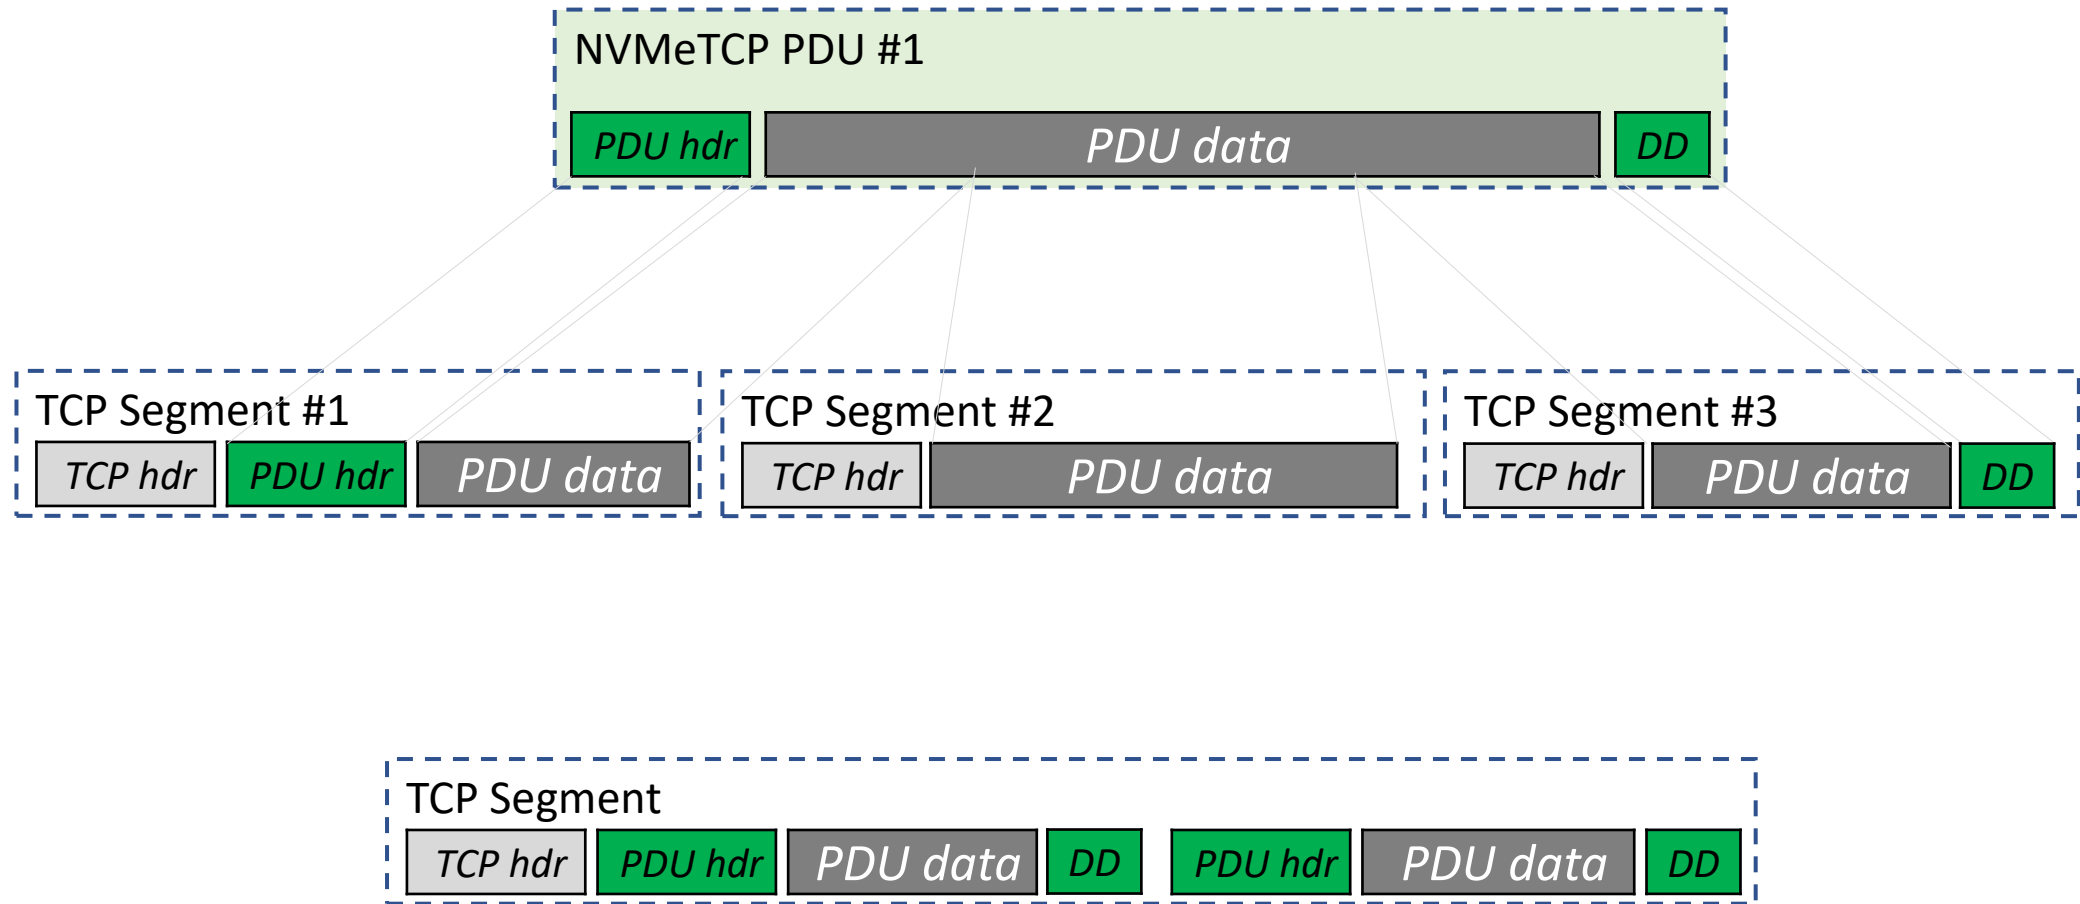 NVMeTCP PDU #1
PDU hdr PDU data DD
TCP Segment #1
TCP hdr PDU hdr PDU data
TCP Segment #2
TCP hdr PDU data
TCP Segment #3
TCP hdr PDU data DD
TCP Segment
TCP hdr PDU hdr PDU data DD PDU hdr PDU data DD